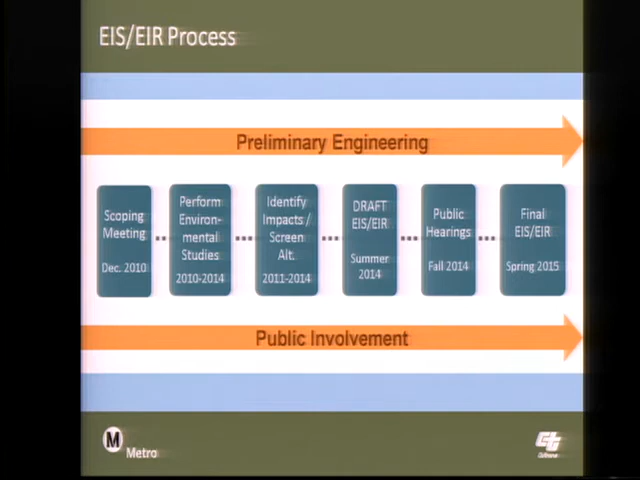 EIS/EIR Process
Preliminary Engineering
Scoping
Meeting
Dec. 2010
Perform
Environ-
mental
Studies
2010-2014
Identify
Impacts /
Screen
Alt.
2011-2014
DRAFT
EIS/EIR
Summer
2014
Public
Hearings
Fall 2014
Final
EIS/EIR
Spring 2015
Public Involvement
M
Metro
ct
Caltrans